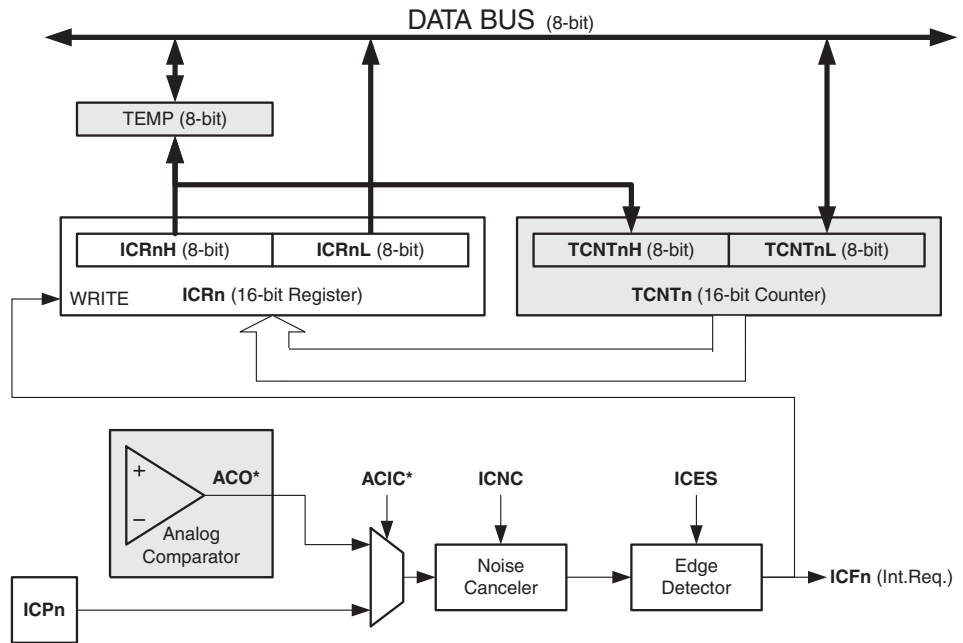 DATA BUS (8-bit)
TEMP (8-bit)
ICRnH (8-bit)
ICRnL (8-bit)
TCNTnH (8-bit)
TCNTnL (8-bit)
WRITE
ICRn (16-bit Register)
TCNTn (16-bit Counter)
+
−
ACO*
Analog
Comparator
ACIC*
ICNC
ICES
Noise
Canceler
Edge
Detector
ICFn (Int.Req.)
ICPn